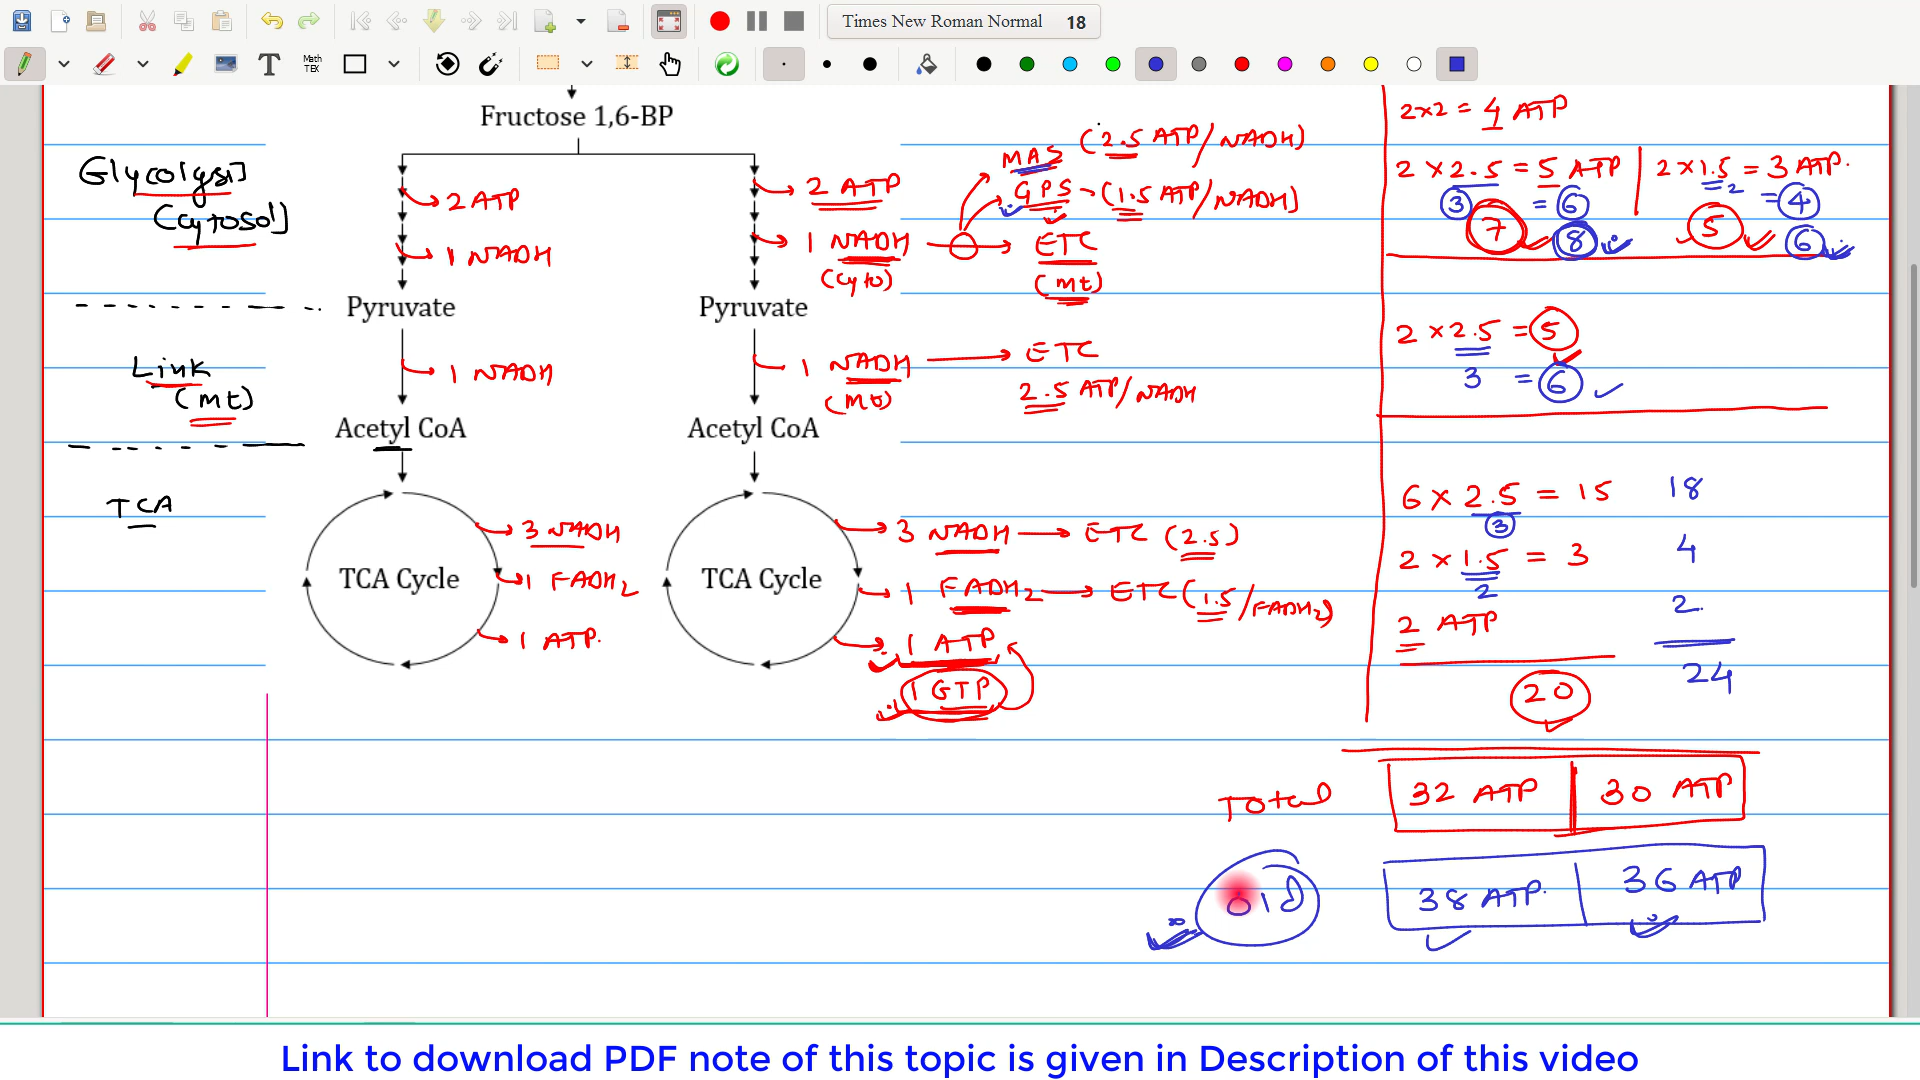 Times New Roman Normal 18
T Math TEX
Fructose 1,6-BP
Glycolysis
(Cytosol)
2 ATP
1 NADH
2 ATP
1 NADH
(Cyto)
MAS (2.5 ATP/NADH)
GPS - (1.5 ATP/NADH)
ETC
(mt)
2x2 = 4 ATP
2 x 2.5 = 5 ATP
3 = 6
7 8
2 x 1.5 = 3 ATP.
2 = 4
5 6
Pyruvate Pyruvate
Link
(mt)
1 NADH
1 NADH
(Mt)
ETC
2.5 ATP/NADH
2 x 2.5 = 5
3 = 6
Acetyl CoA Acetyl CoA
TCA
TCA Cycle
3 NADH
1 FADH2
1 ATP.
TCA Cycle
3 NADH → ETC (2.5)
1 FADH2 → ETC (1.5/FADH2)
1 ATP
1 GTP
6 x 2.5 = 15 18
3
2 x 1.5 = 3 4
2
2 ATP 2
20 24
Total 32 ATP 30 ATP
old 38 ATP. 36 ATP
Link to download PDF note of this topic is given in Description of this video